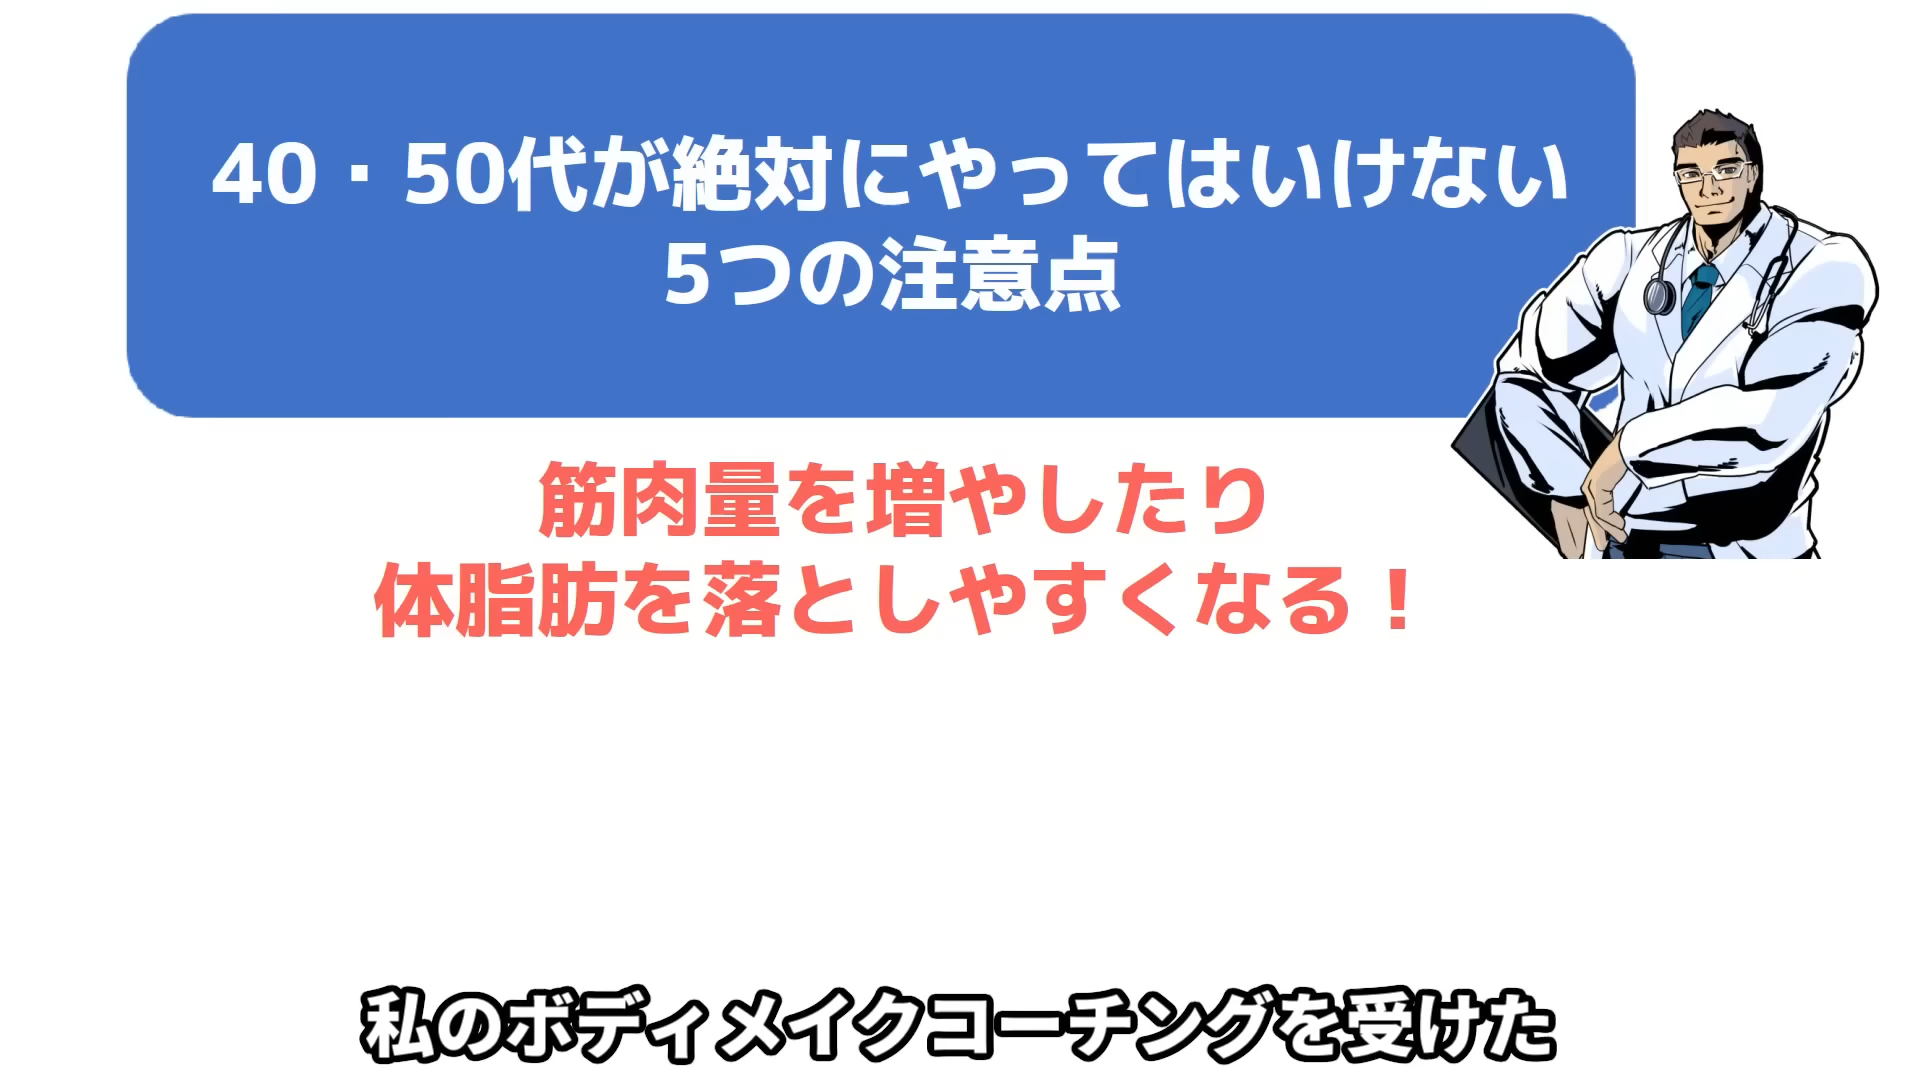 40・50代が絶対にやってはいけない
5つの注意点
筋肉量を増やしたり
体脂肪を落としやすくなる！
私のボディメイクコーチングを受けた